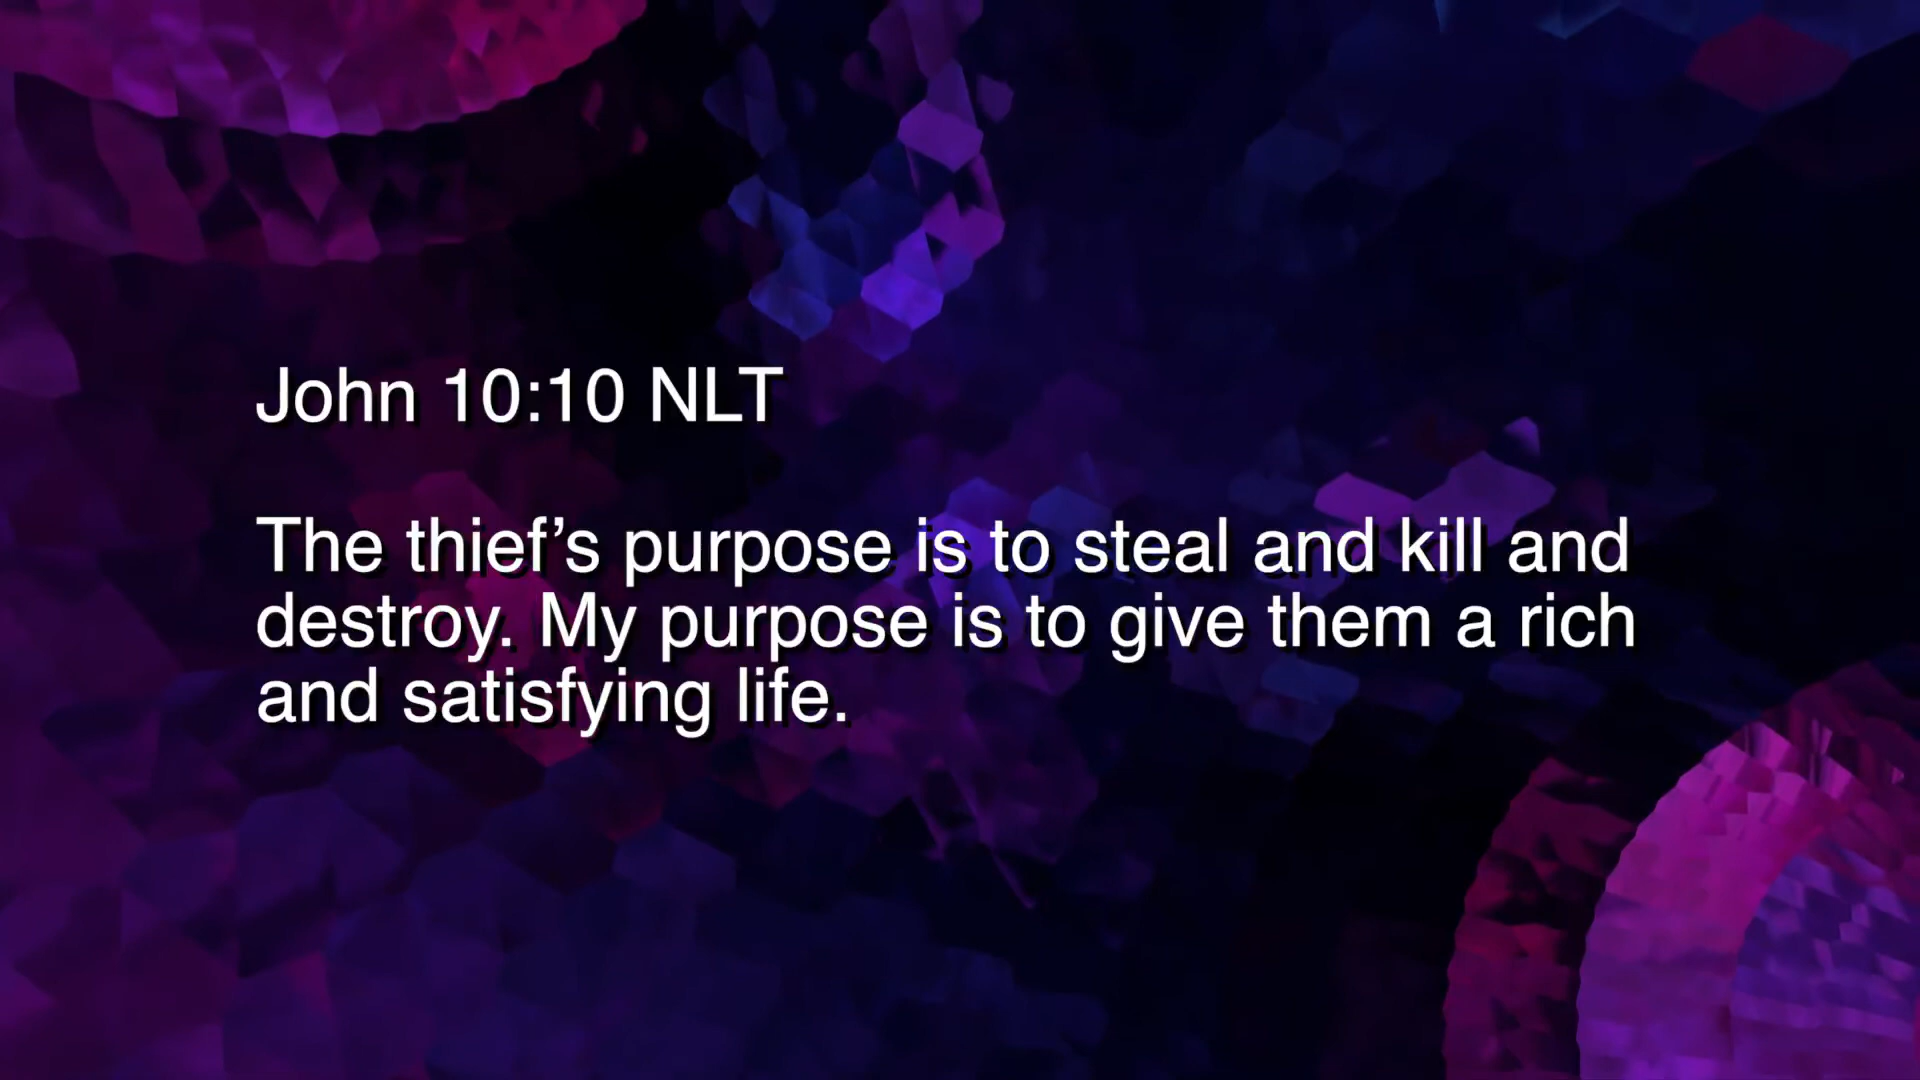 John 10:10 NLT
The thief’s purpose is to steal and kill and
destroy. My purpose is to give them a rich
and satisfying life.